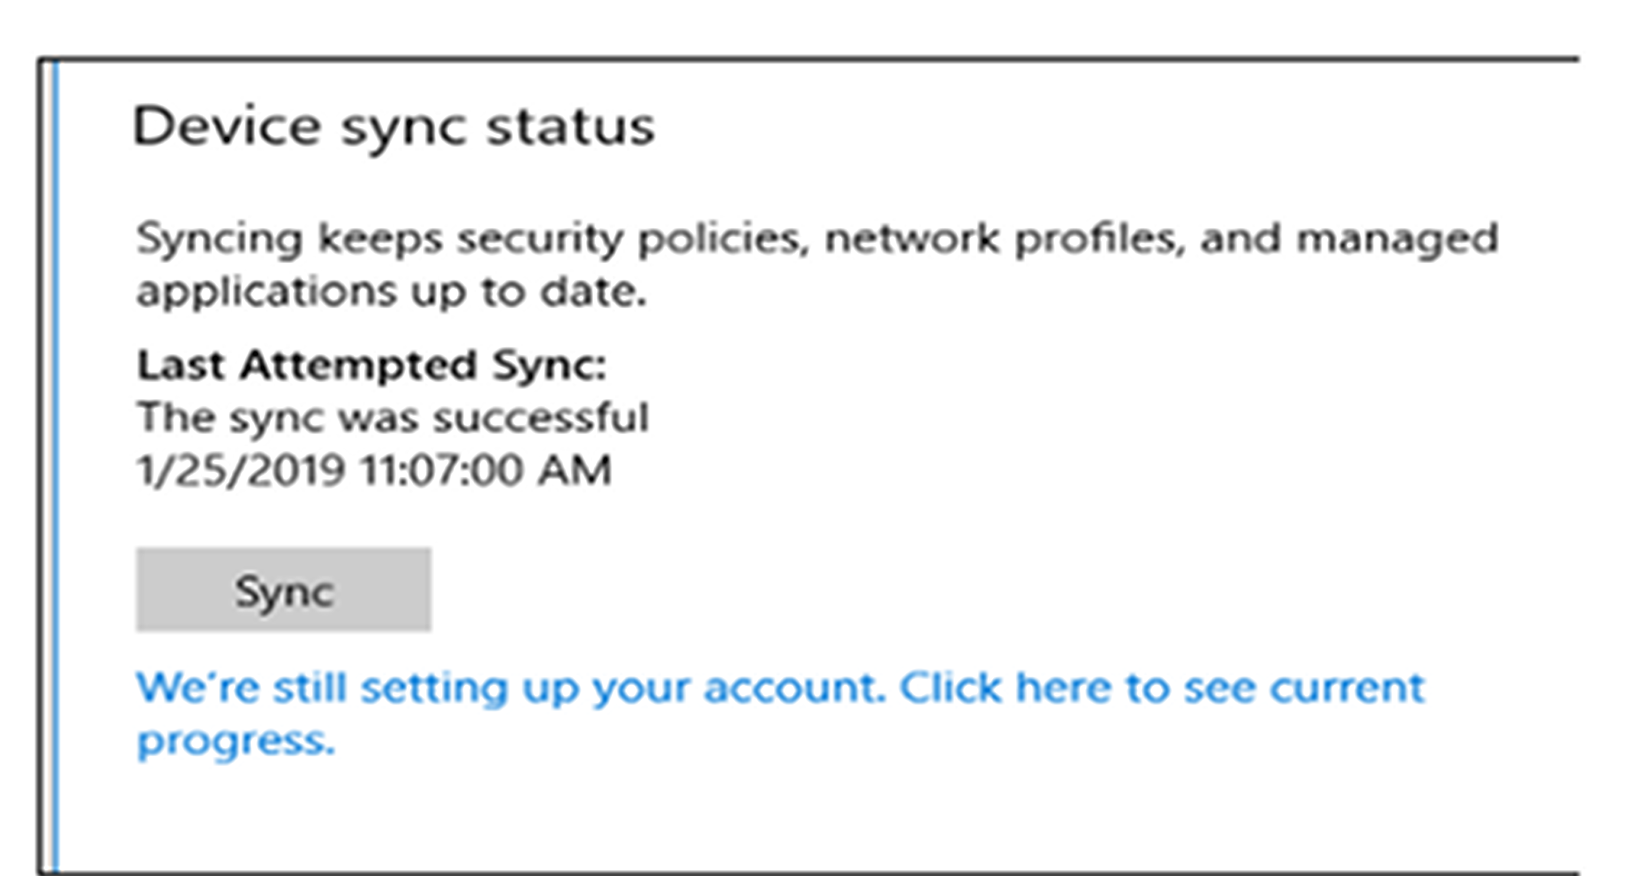 Device sync status
Syncing keeps security policies, network profiles, and managed
applications up to date.
Last Attempted Sync:
The sync was successful
1/25/2019 11:07:00 AM
Sync
We're still setting up your account. Click here to see current
progress.